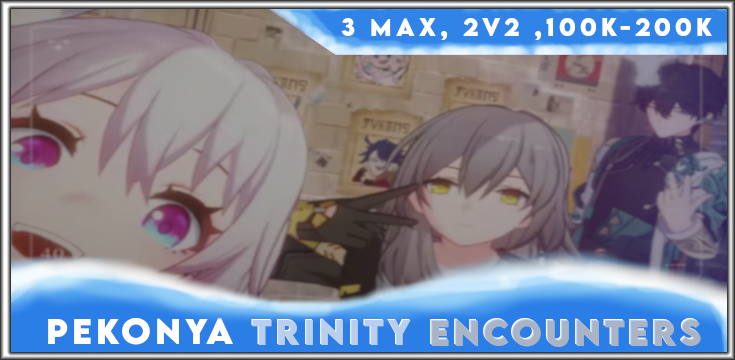 3 MAX, 2V2 ,100K-200K
PEKONYA TRINITY ENCOUNTERS